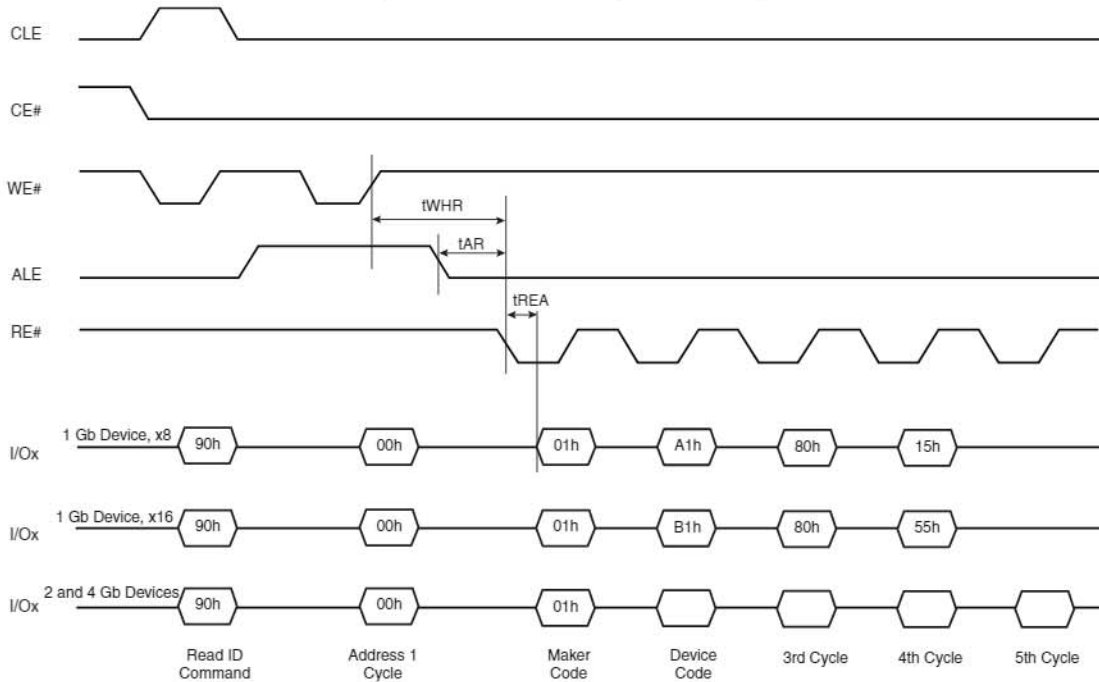 CLE
CE#
WE#
tWHR
tAR
ALE
tREA
RE#
1 Gb Device, x8
I/Ox
90h
00h
01h
A1h
80h
15h
1 Gb Device, x16
I/Ox
90h
00h
01h
B1h
80h
55h
2 and 4 Gb Devices
I/Ox
90h
00h
01h
Read ID
Command
Address 1
Cycle
Maker
Code
Device
Code
3rd Cycle
4th Cycle
5th Cycle